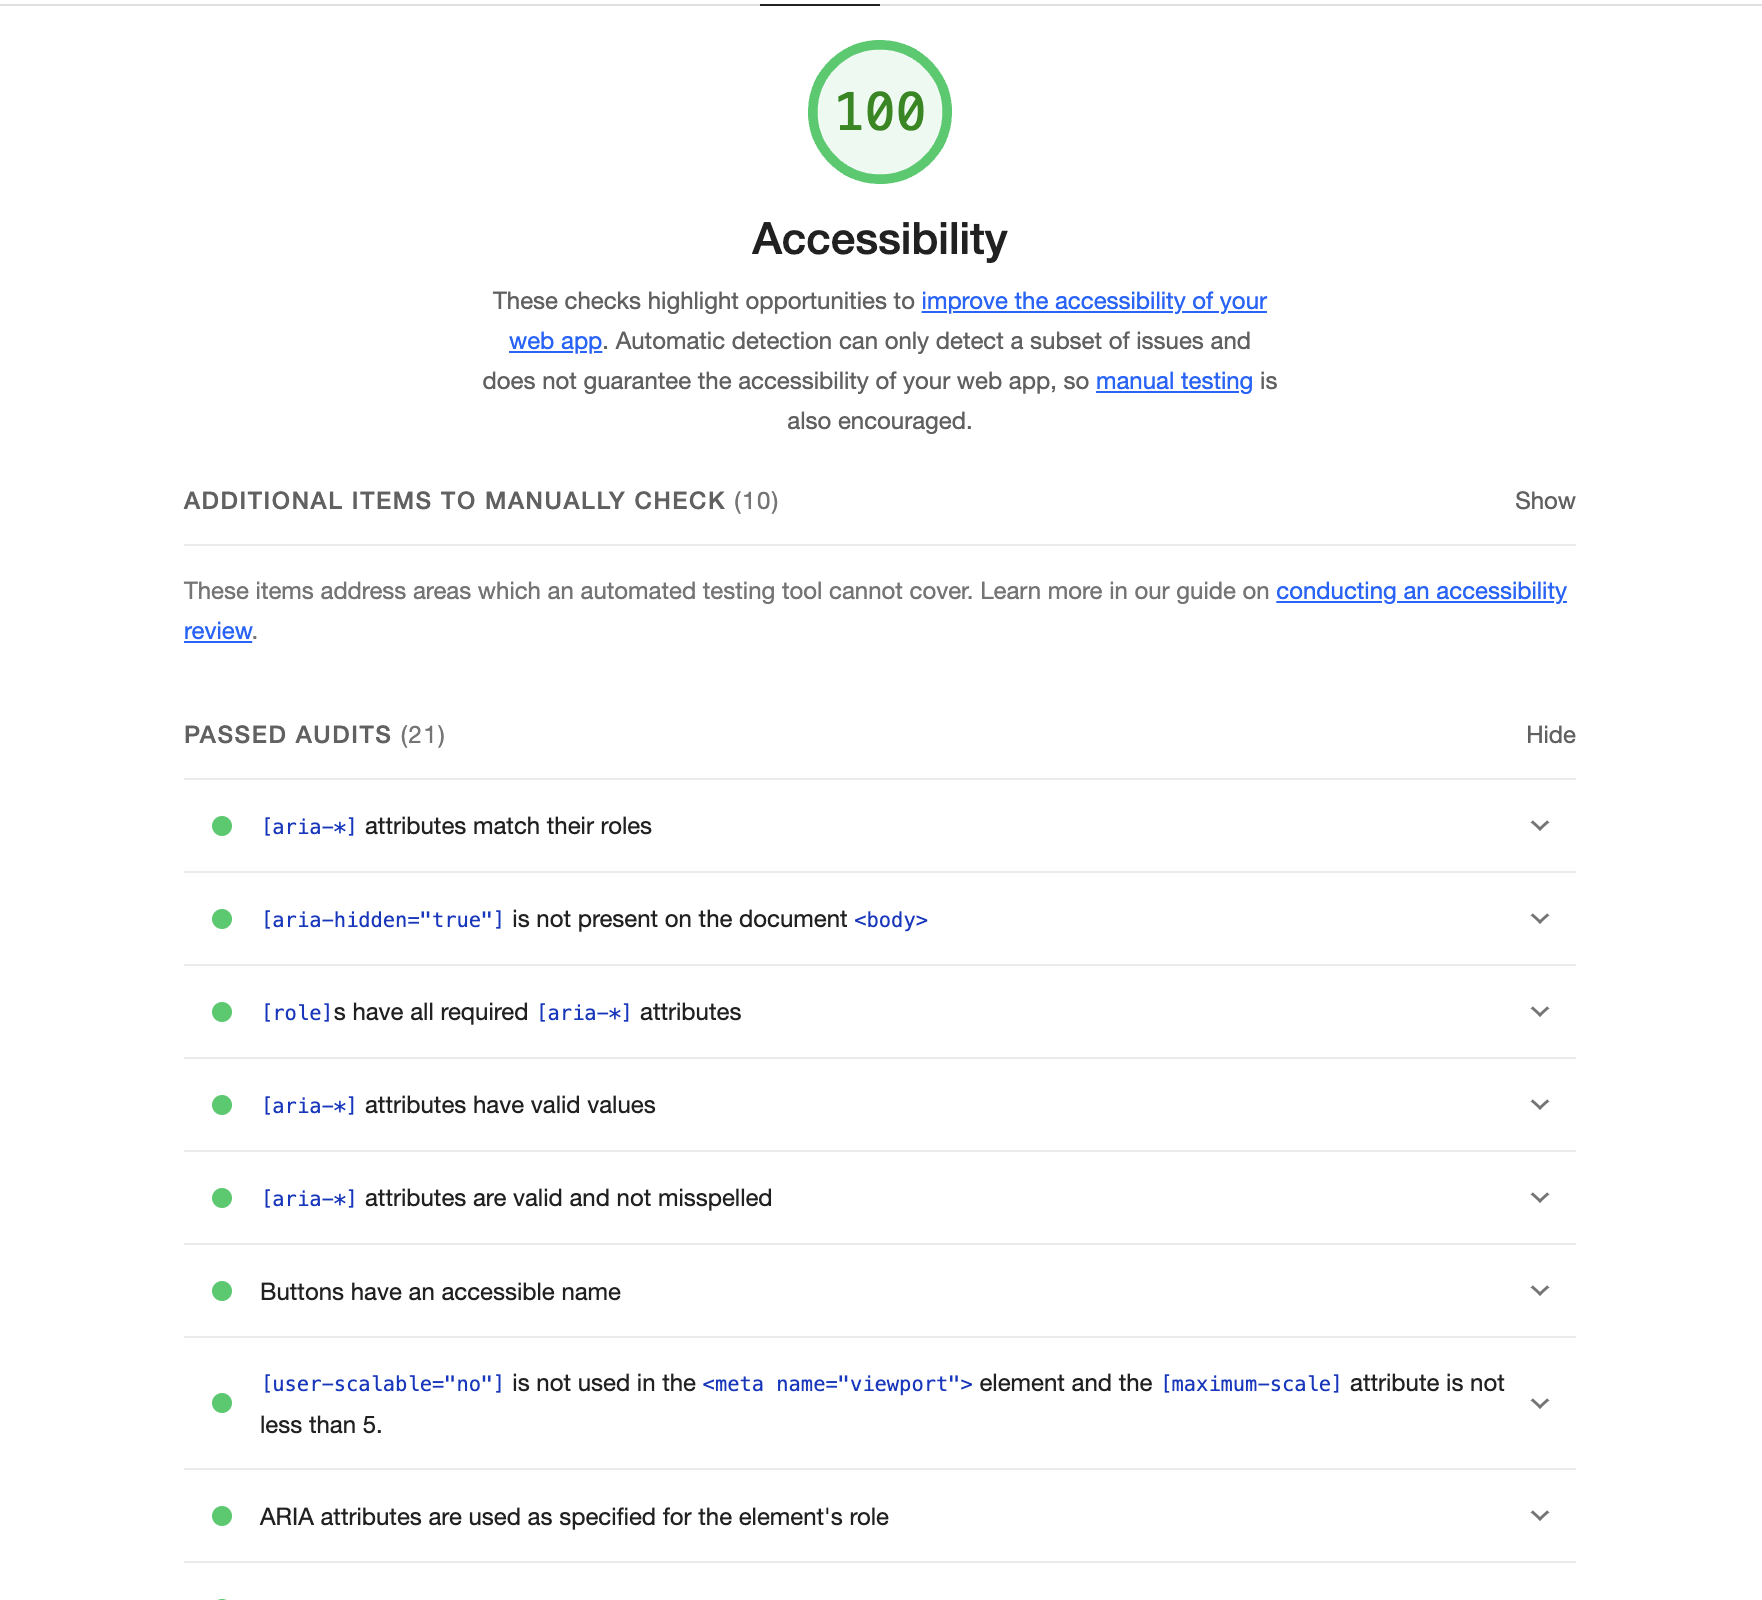 100
Accessibility
These checks highlight opportunities to improve the accessibility of your
web app. Automatic detection can only detect a subset of issues and
does not guarantee the accessibility of your web app, so manual testing is
also encouraged.
ADDITIONAL ITEMS TO MANUALLY CHECK (10) Show
These items address areas which an automated testing tool cannot cover. Learn more in our guide on conducting an accessibility
review.
PASSED AUDITS (21) Hide
[aria-*] attributes match their roles
[aria-hidden="true"] is not present on the document <body>
[role]s have all required [aria-*] attributes
[aria-*] attributes have valid values
[aria-*] attributes are valid and not misspelled
Buttons have an accessible name
[user-scalable="no"] is not used in the <meta name="viewport"> element and the [maximum-scale] attribute is not
less than 5.
ARIA attributes are used as specified for the element's role